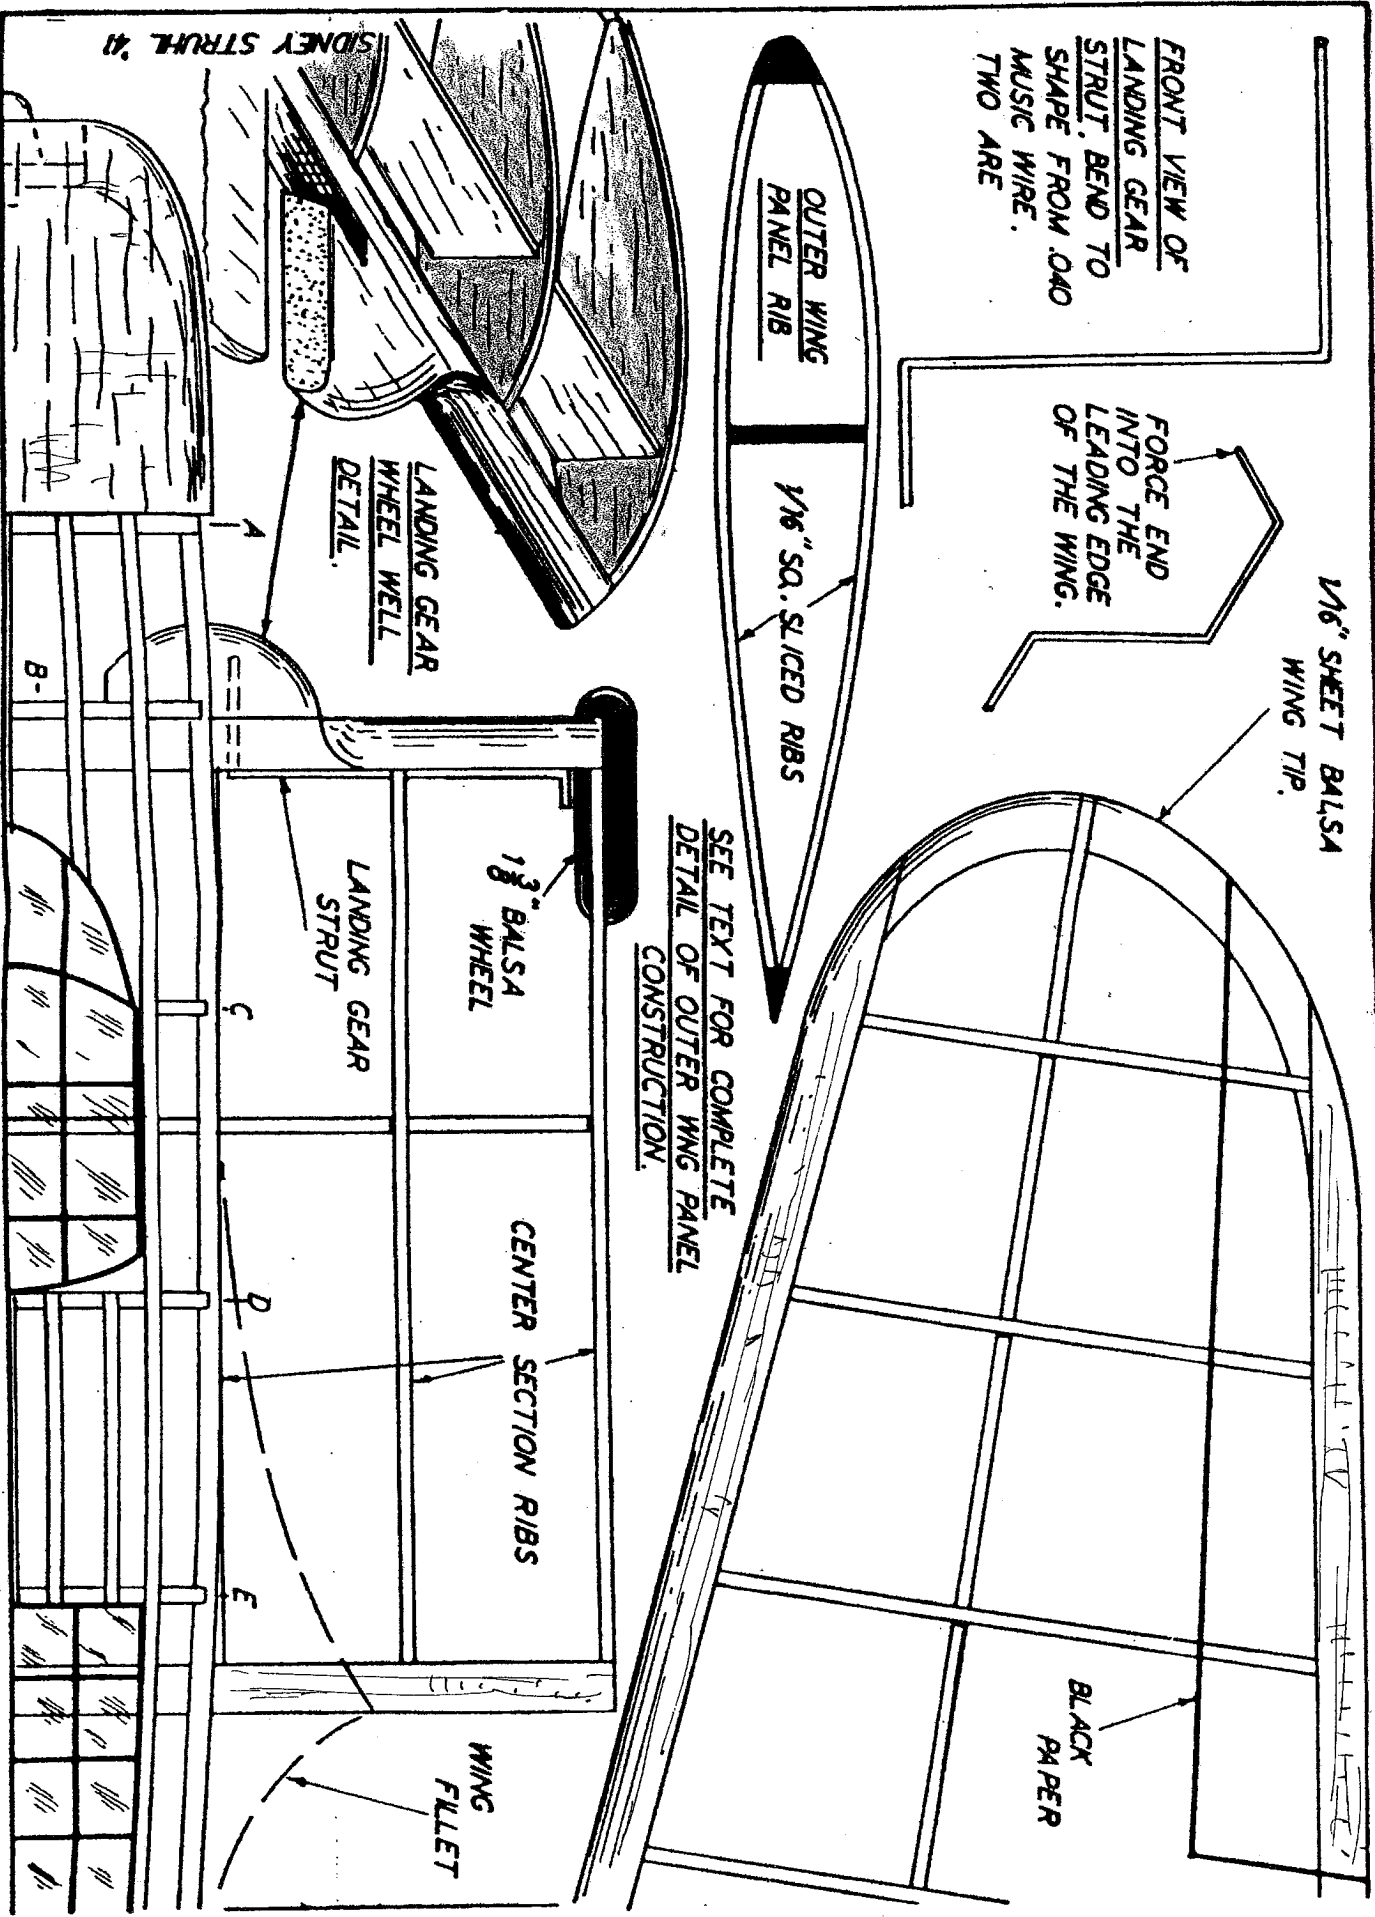 FRONT VIEW OF
LANDING GEAR
STRUT. BEND TO
SHAPE FROM .040
MUSIC WIRE.
TWO ARE
FORCE END
INTO THE
LEADING EDGE
OF THE WING.
1/16" SHEET BALSA
WING TIP.
OUTER WING
PANEL RIB
1/16" SQ. SLICED RIBS
SEE TEXT FOR COMPLETE
DETAIL OF OUTER WNG PANEL
CONSTRUCTION.
BLACK
PAPER
LANDING GEAR
WHEEL WELL
DETAIL.
1 3/8" BALSA
WHEEL
LANDING GEAR
STRUT
CENTER SECTION RIBS
WING
FILLET
A
B-
C
D
E
SIDNEY STRUHL '41